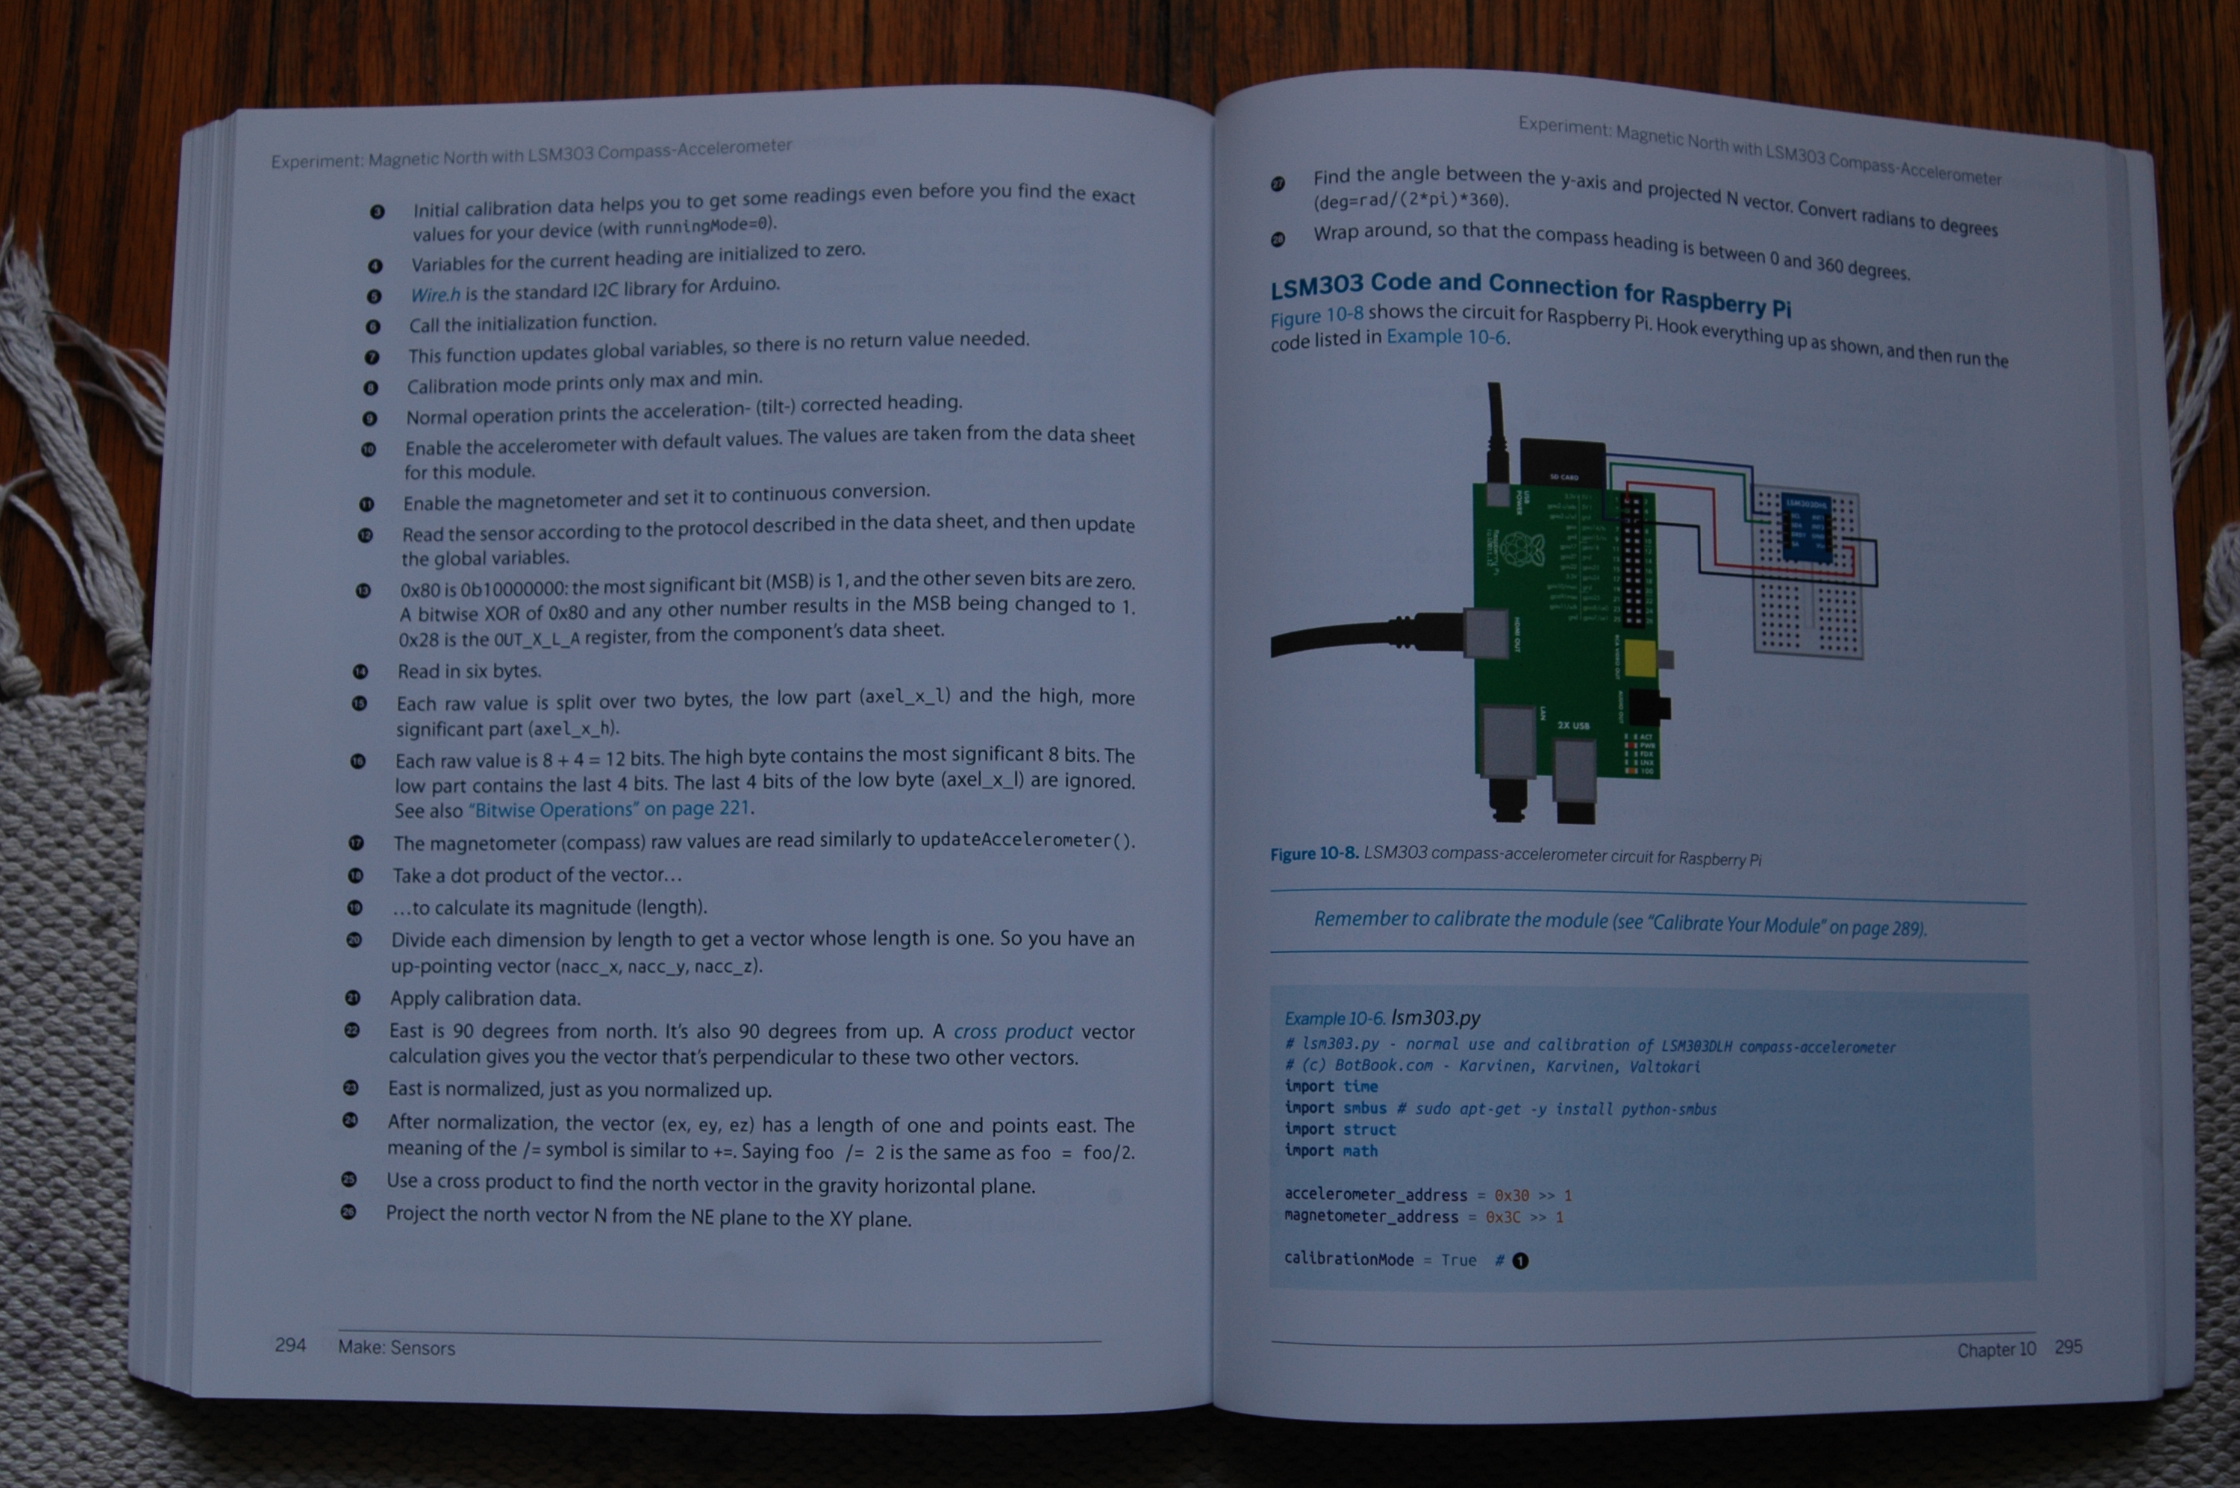 Experiment: Magnetic North with LSM303 Compass-Accelerometer
❸ Initial calibration data helps you to get some readings even before you find the exact
values for your device (with runningMode=0).
❹ Variables for the current heading are initialized to zero.
❺ Wire.h is the standard I2C library for Arduino.
❻ Call the initialization function.
❼ This function updates global variables, so there is no return value needed.
❽ Calibration mode prints only max and min.
❾ Normal operation prints the acceleration- (tilt-) corrected heading.
❿ Enable the accelerometer with default values. The values are taken from the data sheet
for this module.
⓫ Enable the magnetometer and set it to continuous conversion.
⓬ Read the sensor according to the protocol described in the data sheet, and then update
the global variables.
⓭ 0x80 is 0b10000000: the most significant bit (MSB) is 1, and the other seven bits are zero.
A bitwise XOR of 0x80 and any other number results in the MSB being changed to 1.
0x28 is the OUT_X_L_A register, from the component's data sheet.
⓮ Read in six bytes.
⓯ Each raw value is split over two bytes, the low part (axel_x_l) and the high, more
significant part (axel_x_h).
⓰ Each raw value is 8 + 4 = 12 bits. The high byte contains the most significant 8 bits. The
low part contains the last 4 bits. The last 4 bits of the low byte (axel_x_l) are ignored.
See also "Bitwise Operations" on page 221.
⓱ The magnetometer (compass) raw values are read similarly to updateAccelerometer().
⓲ Take a dot product of the vector…
⓳ …to calculate its magnitude (length).
⓴ Divide each dimension by length to get a vector whose length is one. So you have an
up-pointing vector (nacc_x, nacc_y, nacc_z).
21 Apply calibration data.
22 East is 90 degrees from north. It's also 90 degrees from up. A cross product vector
calculation gives you the vector that's perpendicular to these two other vectors.
23 East is normalized, just as you normalized up.
24 After normalization, the vector (ex, ey, ez) has a length of one and points east. The
meaning of the /= symbol is similar to +=. Saying foo /= 2 is the same as foo = foo/2.
25 Use a cross product to find the north vector in the gravity horizontal plane.
26 Project the north vector N from the NE plane to the XY plane.
294 Make: Sensors
Experiment: Magnetic North with LSM303 Compass-Accelerometer
27 Find the angle between the y-axis and projected N vector. Convert radians to degrees
(deg=rad/(2*pi)*360).
28 Wrap around, so that the compass heading is between 0 and 360 degrees.
LSM303 Code and Connection for Raspberry Pi
Figure 10-8 shows the circuit for Raspberry Pi. Hook everything up as shown, and then run the
code listed in Example 10-6.
SD CARD
USB
POWER
Raspberry Pi
HDMI OUT
RCA VIDEO OUT
AUDIO OUT
LAN
2X USB
ACT
PWR
FDX
LNK
100
Figure 10-8. LSM303 compass-accelerometer circuit for Raspberry Pi
Remember to calibrate the module (see "Calibrate Your Module" on page 289).
Example 10-6. lsm303.py
# lsm303.py - normal use and calibration of LSM303DLH compass-accelerometer
# (c) BotBook.com - Karvinen, Karvinen, Valtokari
import time
import smbus # sudo apt-get -y install python-smbus
import struct
import math
accelerometer_address = 0x30 >> 1
magnetometer_address = 0x3C >> 1
calibrationMode = True # ❶
Chapter 10 295